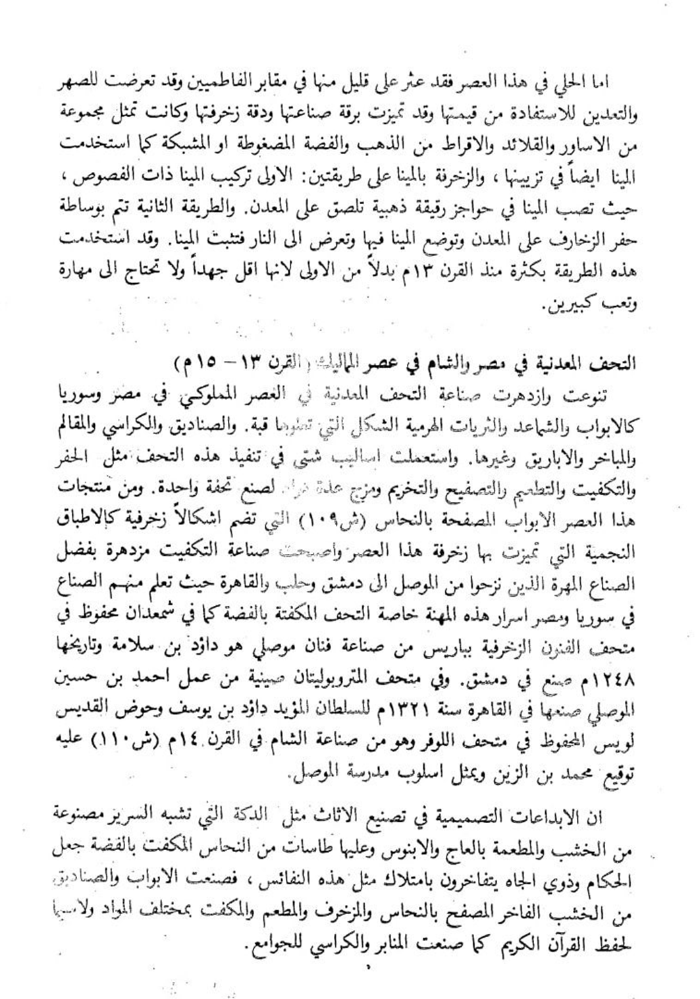 اما الحلي في هذا العصر فقد عثر على قليل منها في مقابر الفاطميين وقد تعرضت للصهر
والتعدين للاستفادة من قيمتها وقد تميزت برقة صناعتها ودقة زخرفتها وكانت تمثل مجموعة
من الاساور والقلائد والاقراط من الذهب والفضة المضغوطة او المشبكة كما استخدمت
المينا ايضاً في تزيينها ، والزخرفة بالمينا على طريقتين: الاولى تركيب المينا ذات الفصوص ،
حيث تصب المينا في حواجز رقيقة ذهبية تلصق على المعدن. والطريقة الثانية تتم بوساطة
حفر الزخارف على المعدن وتوضع المينا فيها وتعرض الى النار فتثبت المينا. وقد استخدمت
هذه الطريقة بكثرة منذ القرن ١٣م بدلاً من الاولى لانها اقل جهداً ولا تحتاج الى مهارة
وتعب كبيرين.
التحف المعدنية في مصر والشام في عصر المماليك (القرن ١٣ – ١٥م)
تنوعت وازدهرت صناعة التحف المعدنية في العصر المملوكي في مصر وسوريا
كالابواب والشماعد والثريات الهرمية الشكل التي تعلوها قبة. والصناديق والكراسي والمقالم
والمباخر والاباريق وغيرها. واستعملت اساليب شتى في تنفيذ هذه التحف مثل الحفر
والتكفيت والتطعيم والتصفيح والتخريم ومزج عدة مواد لصنع تحفة واحدة. ومن منتجات
هذا العصر الابواب المصفحة بالنحاس (ش١٠٩) التي تضم اشكالاً زخرفية كالاطباق
النجمية التي تميزت بها زخرفة هذا العصر واصبحت صناعة التكفيت مزدهرة بفضل
الصناع المهرة الذين نزحوا من الموصل الى دمشق وحلب والقاهرة حيث تعلم منهم الصناع
في سوريا ومصر اسرار هذه المهنة خاصة التحف المكفتة بالفضة كما في شمعدان محفوظ في
متحف الفنون الزخرفية بباريس من صناعة فنان موصلي هو داؤد بن سلامة وتاريخها
١٢٤٨م صنع في دمشق. وفي متحف المتروبوليتان صينية من عمل احمد بن حسين
الموصلي صنعها في القاهرة سنة ١٣٢١م للسلطان المؤيد داؤد بن يوسف وحوض القديس
لويس المحفوظ في متحف اللوفر وهو من صناعة الشام في القرن ١٤م (ش١١٠) عليه
توقيع محمد بن الزين ويمثل اسلوب مدرسة الموصل.
ان الابداعات التصميمية في تصنيع الاثاث مثل الدكة التي تشبه السرير مصنوعة
من الخشب والمطعمة بالعاج والابنوس وعليها طاسات من النحاس المكفت بالفضة جعل
الحكام وذوي الجاه يتفاخرون بامتلاك مثل هذه النفائس ، فصنعت الابواب والصناديق
من الخشب الفاخر المصفح بالنحاس والمزخرف والمطعم والمكفت بمختلف المواد ولاسيما
لحفظ القرآن الكريم كما صنعت المنابر والكراسي للجوامع.